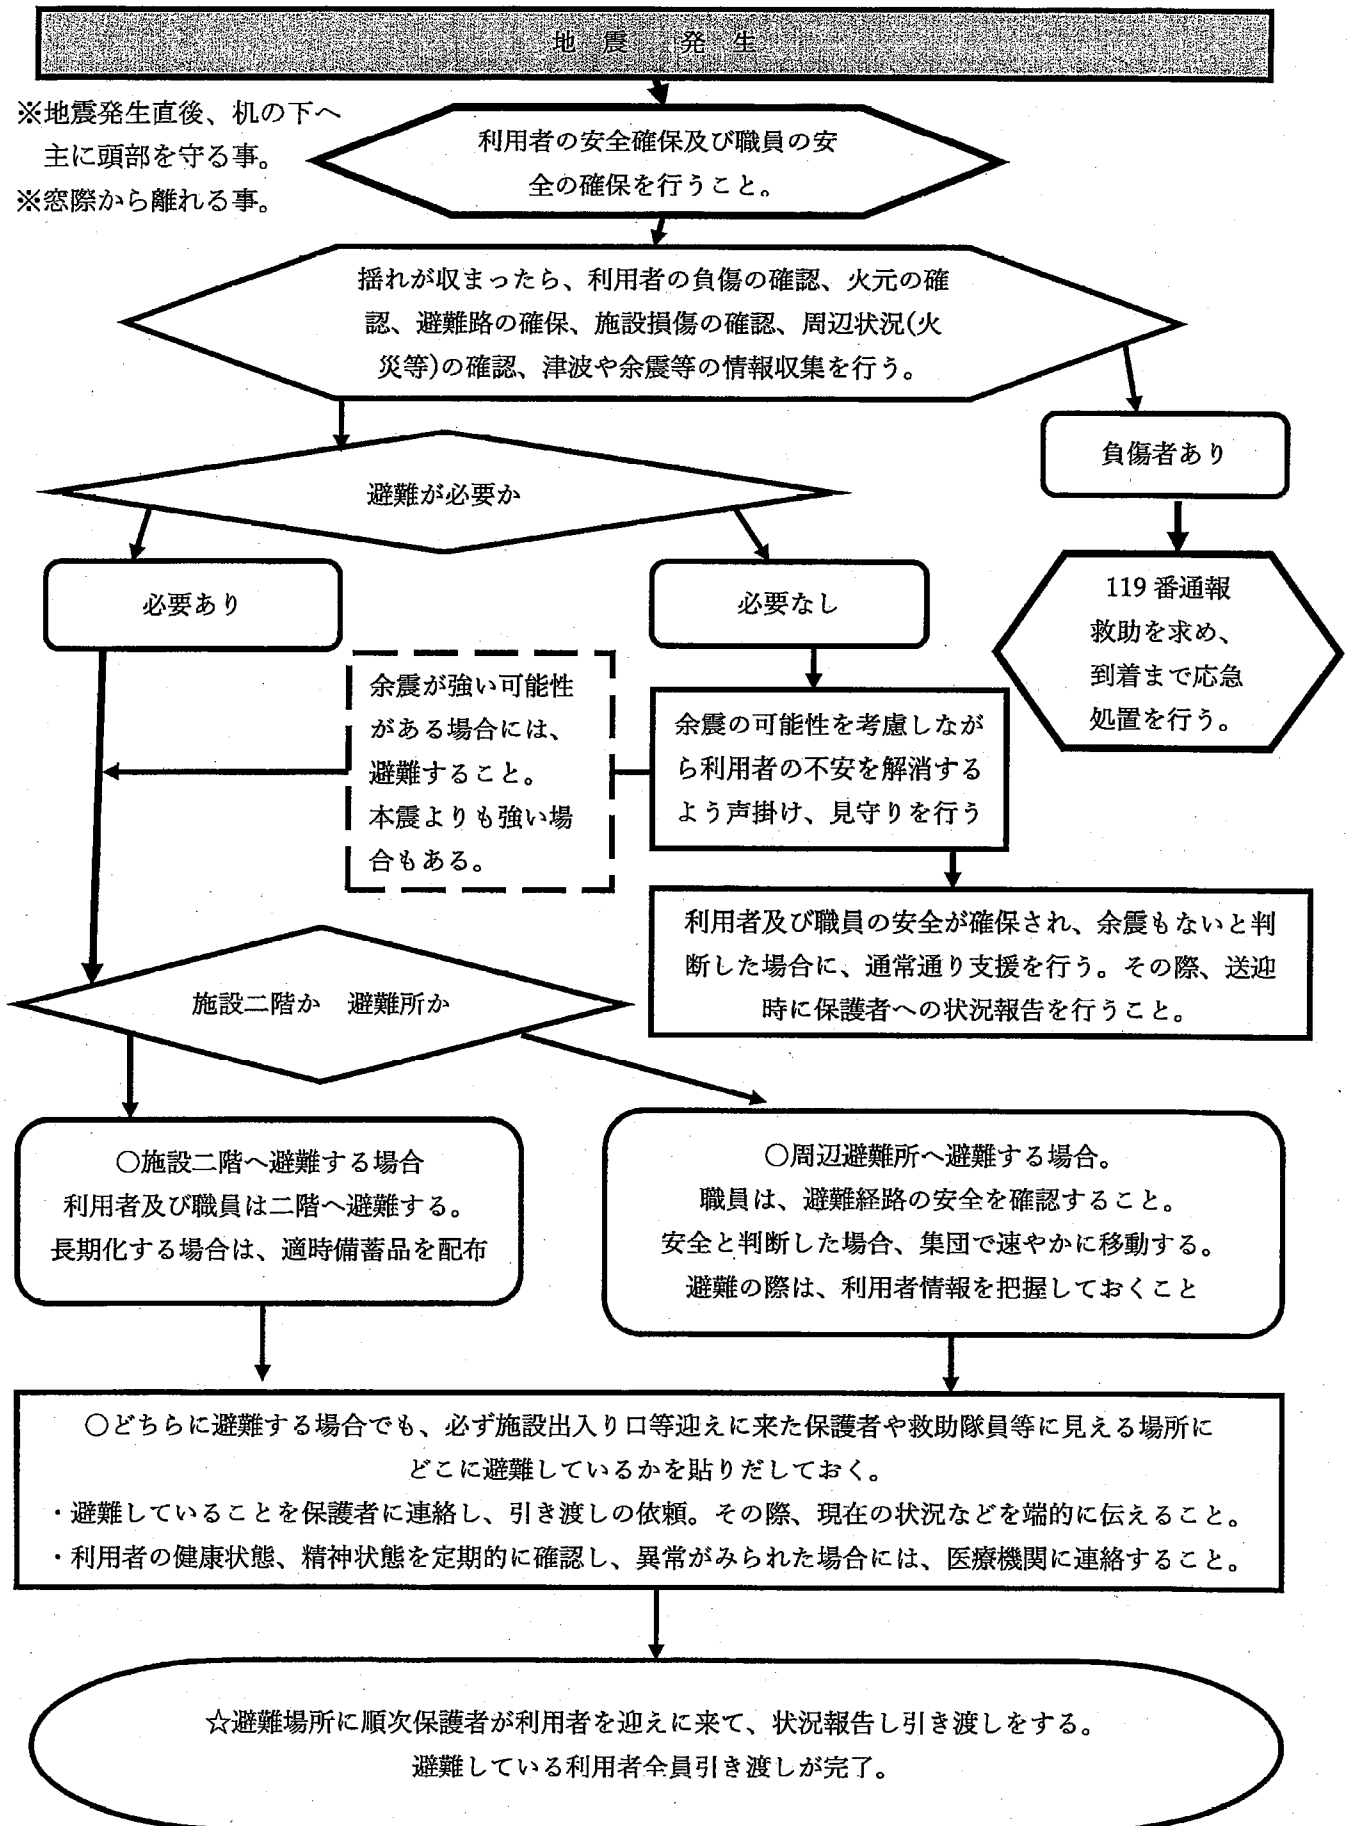 地 震 発 生
※地震発生直後、机の下へ
主に頭部を守る事。
※窓際から離れる事。
利用者の安全確保及び職員の安
全の確保を行うこと。
揺れが収まったら、利用者の負傷の確認、火元の確
認、避難路の確保、施設損傷の確認、周辺状況(火
災等)の確認、津波や余震等の情報収集を行う。
負傷者あり
避難が必要か
119 番通報
救助を求め、
到着まで応急
処置を行う。
必要あり
必要なし
余震が強い可能性
がある場合には、
避難すること。
本震よりも強い場
合もある。
余震の可能性を考慮しなが
ら利用者の不安を解消する
よう声掛け、見守りを行う
利用者及び職員の安全が確保され、余震もないと判
断した場合に、通常通り支援を行う。その際、送迎
時に保護者への状況報告を行うこと。
施設二階か 避難所か
○施設二階へ避難する場合
利用者及び職員は二階へ避難する。
長期化する場合は、適時備蓄品を配布
○周辺避難所へ避難する場合。
職員は、避難経路の安全を確認すること。
安全と判断した場合、集団で速やかに移動する。
避難の際は、利用者情報を把握しておくこと
○どちらに避難する場合でも、必ず施設出入り口等迎えに来た保護者や救助隊員等に見える場所に
どこに避難しているかを貼りだしておく。
・避難していることを保護者に連絡し、引き渡しの依頼。その際、現在の状況などを端的に伝えること。
・利用者の健康状態、精神状態を定期的に確認し、異常がみられた場合には、医療機関に連絡すること。
☆避難場所に順次保護者が利用者を迎えに来て、状況報告し引き渡しをする。
避難している利用者全員引き渡しが完了。